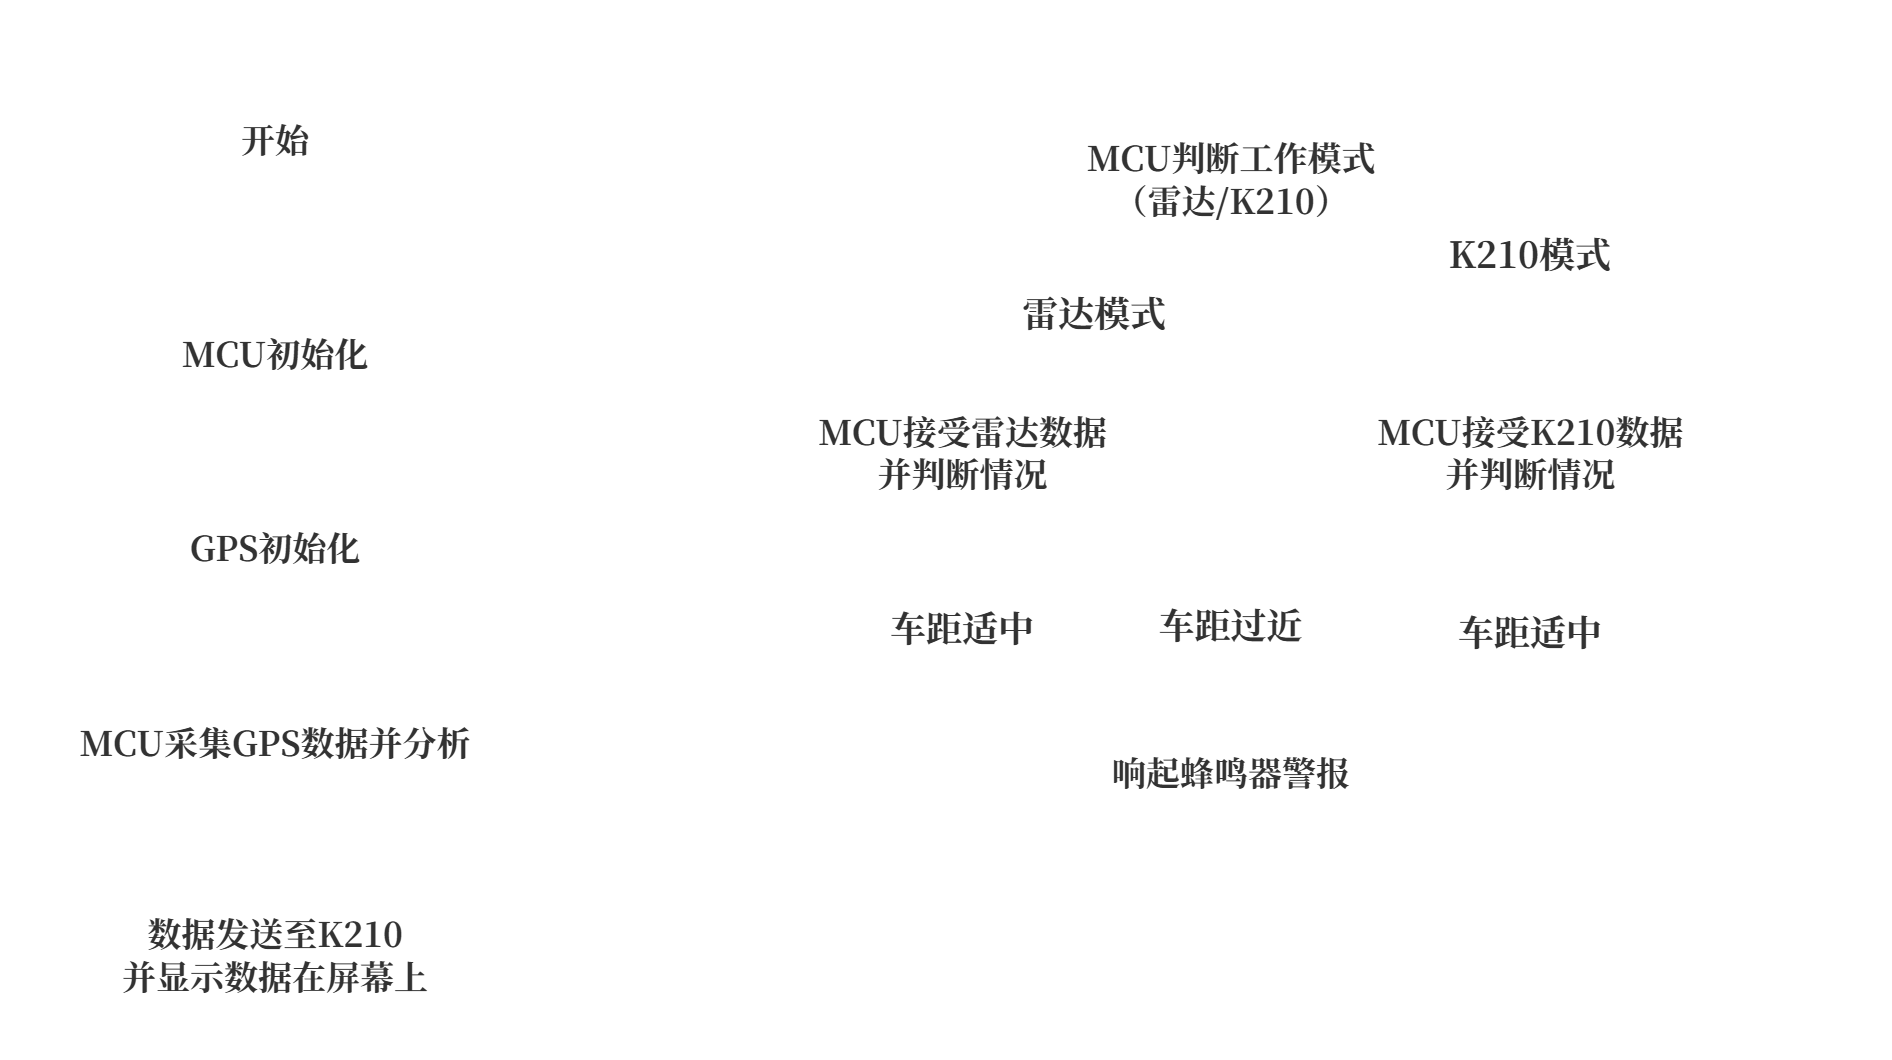 开始
MCU初始化
GPS初始化
MCU采集GPS数据并分析
数据发送至K210
并显示数据在屏幕上
MCU判断工作模式
（雷达/K210）
K210模式
雷达模式
MCU接受雷达数据
并判断情况
MCU接受K210数据
并判断情况
车距适中
车距过近
车距适中
响起蜂鸣器警报